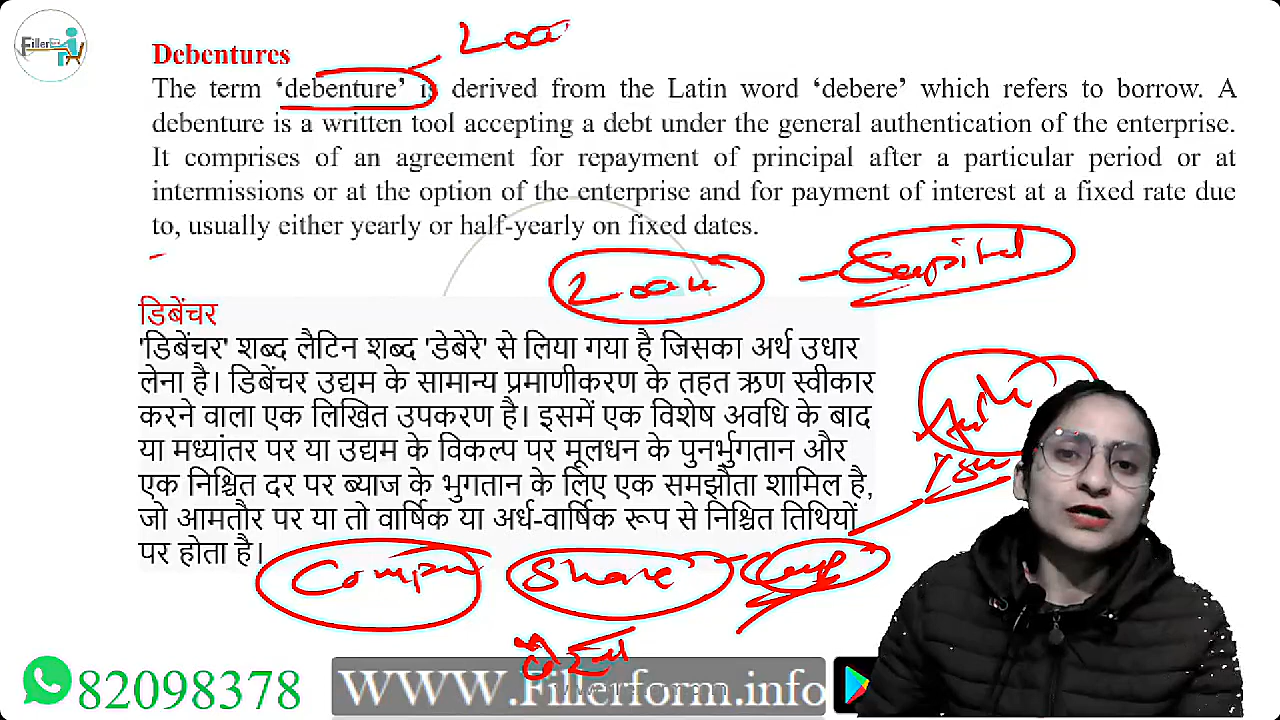 Fillerform
Debentures
Loa
The term ‘debenture’ is derived from the Latin word ‘debere’ which refers to borrow. A
debenture is a written tool accepting a debt under the general authentication of the enterprise.
It comprises of an agreement for repayment of principal after a particular period or at
intermissions or at the option of the enterprise and for payment of interest at a fixed rate due
to, usually either yearly or half-yearly on fixed dates.
Loan
डिबेंचर
'डिबेंचर' शब्द लैटिन शब्द 'डेबेरे' से लिया गया है जिसका अर्थ उधार
लेना है। डिबेंचर उद्यम के सामान्य प्रमाणीकरण के तहत ऋण स्वीकार
करने वाला एक लिखित उपकरण है। इसमें एक विशेष अवधि के बाद
या मध्यांतर पर या उद्यम के विकल्प पर मूलधन के पुनर्भुगतान और
एक निश्चित दर पर ब्याज के भुगतान के लिए एक समझौता शामिल है,
जो आमतौर पर या तो वार्षिक या अर्ध-वार्षिक रूप से निश्चित तिथियों
पर होता है।
Share
82098378
WWW.Fillerform.info